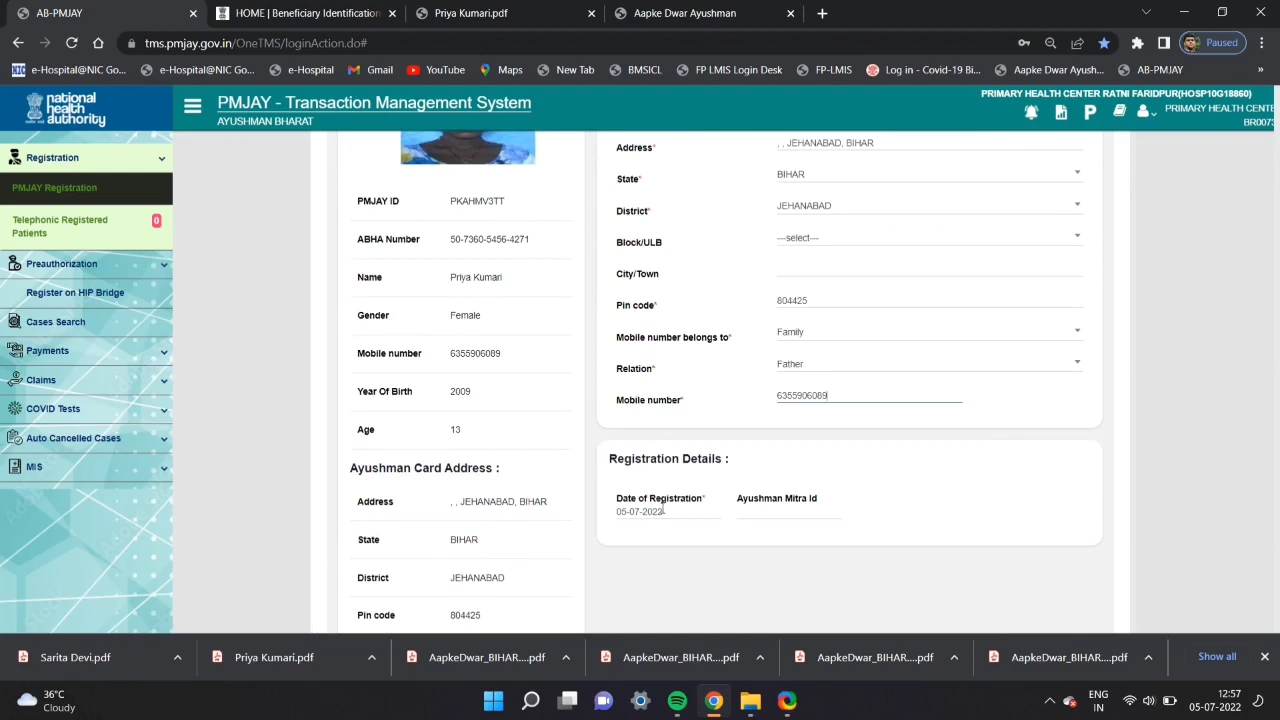 AB-PMJAY
HOME | Beneficiary Identification
Priya Kumari.pdf
Aapke Dwar Ayushman
tms.pmjay.gov.in/OneTMS/loginAction.do#
Paused
NIC e-Hospital@NIC Go...
e-Hospital@NIC Go...
e-Hospital
Gmail
YouTube
Maps
New Tab
BMSICL
FP LMIS Login Desk
FP-LMIS
Log in - Covid-19 Bi...
Aapke Dwar Ayush...
AB-PMJAY
»
national
health
authority
PMJAY - Transaction Management System
AYUSHMAN BHARAT
PRIMARY HEALTH CENTER RATNI FARIDPUR(HOSP10G18860)
P
PRIMARY HEALTH CENTE
BR0073
Registration
PMJAY Registration
Telephonic Registered
Patients
0
Preauthorization
Register on HIP Bridge
Cases Search
Payments
Claims
COVID Tests
Auto Cancelled Cases
MIS
PMJAY ID PKAHMV3TT
ABHA Number 50-7360-5456-4271
Name Priya Kumari
Gender Female
Mobile number 6355906089
Year Of Birth 2009
Age 13
Ayushman Card Address :
Address , , JEHANABAD, BIHAR
State BIHAR
District JEHANABAD
Pin code 804425
Address* , , JEHANABAD, BIHAR
State* BIHAR
District* JEHANABAD
Block/ULB ---select---
City/Town
Pin code* 804425
Mobile number belongs to* Family
Relation* Father
Mobile number* 6355906089
Registration Details :
Date of Registration* Ayushman Mitra Id
05-07-2022
Sarita Devi.pdf
Priya Kumari.pdf
AapkeDwar_BIHAR....pdf
AapkeDwar_BIHAR....pdf
AapkeDwar_BIHAR....pdf
AapkeDwar_BIHAR....pdf
Show all
36°C
Cloudy
ENG
IN
12:57
05-07-2022